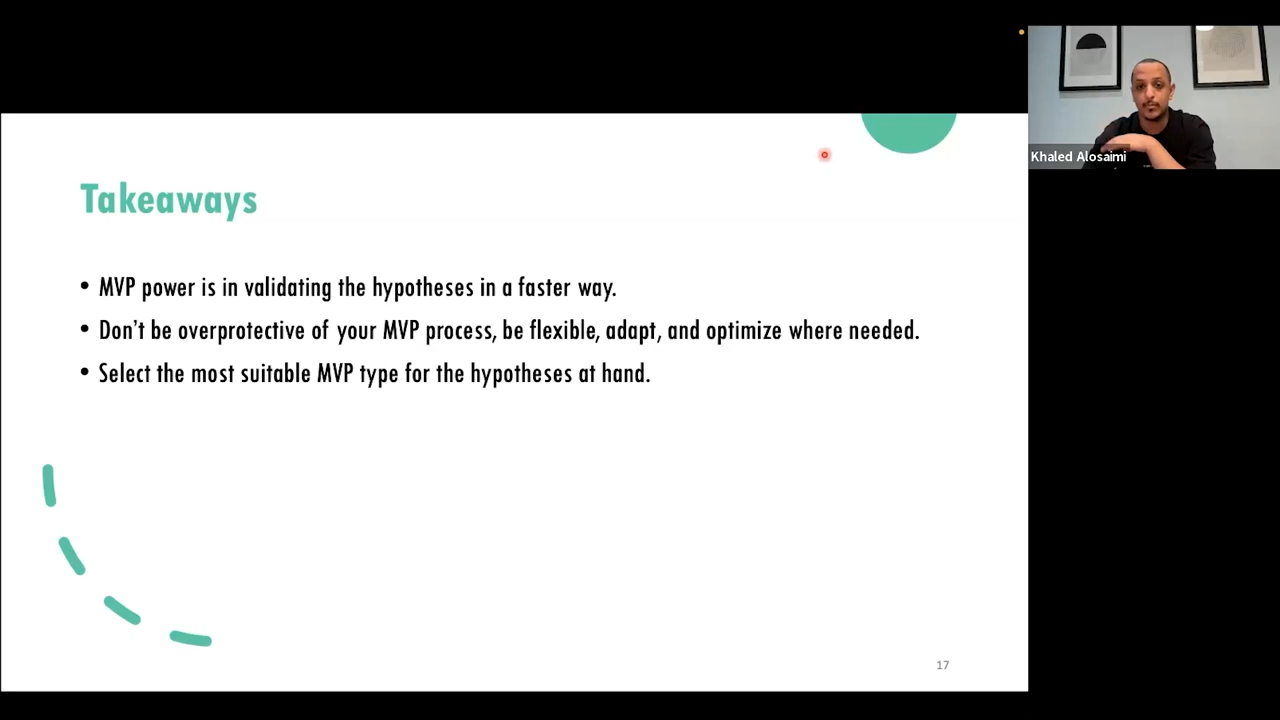 Takeaways
• MVP power is in validating the hypotheses in a faster way.
• Don't be overprotective of your MVP process, be flexible, adapt, and optimize where needed.
• Select the most suitable MVP type for the hypotheses at hand.
17
Khaled Alosaimi